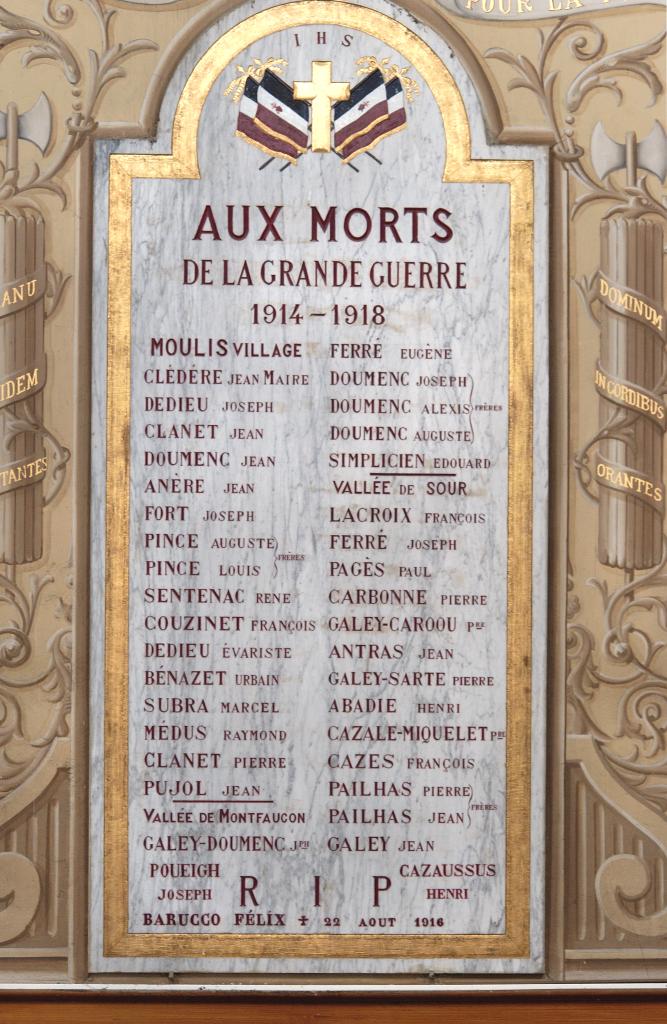 POUR LA
I H S
AUX MORTS
DE LA GRANDE GUERRE
1914 – 1918
MOULIS VILLAGE
CLÉDÉRE JEAN MAIRE
DEDIEU JOSEPH
CLANET JEAN
DOUMENC JEAN
ANÈRE JEAN
FORT JOSEPH
PINCE AUGUSTE
PINCE LOUIS
FRÈRES
SENTENAC RENE
COUZINET FRANÇOIS
DEDIEU ÉVARISTE
BÉNAZET URBAIN
SUBRA MARCEL
MÉDUS RAYMOND
CLANET PIERRE
PUJOL JEAN
VALLÉE DE MONTFAUCON
GALEY-DOUMENC JPH
FERRÉ EUGÈNE
DOUMENC JOSEPH
DOUMENC ALEXIS
DOUMENC AUGUSTE
FRÈRES
SIMPLICIEN EDOUARD
VALLÉE DE SOUR
LACROIX FRANÇOIS
FERRÉ JOSEPH
PAGÈS PAUL
CARBONNE PIERRE
GALEY-CAROOU PRE
ANTRAS JEAN
GALEY-SARTE PIERRE
ABADIE HENRI
CAZALE-MIQUELET PRE
CAZES FRANÇOIS
PAILHAS PIERRE
PAILHAS JEAN
FRÈRES
GALEY JEAN
POUEIGH
JOSEPH
R I P
CAZAUSSUS
HENRI
BARUCCO FÉLIX + 22 AOUT 1916
ANU
IDEM
TANTES
DOMINUM
IN CORDIBUS
ORANTES